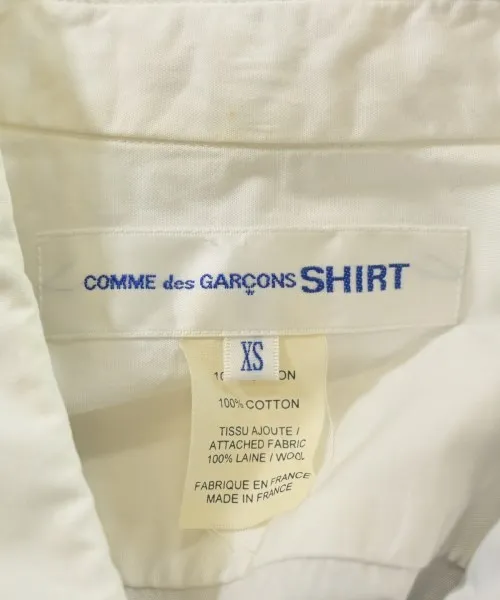 COMME des GARÇONS SHIRT
XS
100% COTTON
TISSU AJOUTE /
ATTACHED FABRIC
100% LAINE / WOOL
FABRIQUE EN FRANCE
MADE IN FRANCE